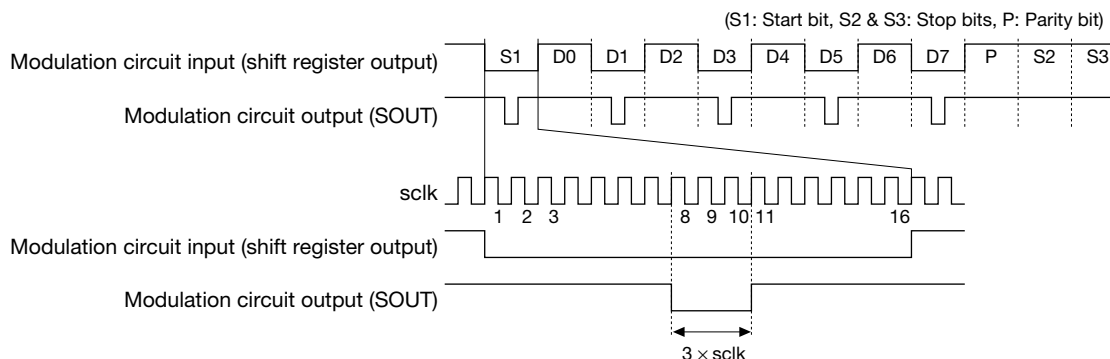 (S1: Start bit, S2 & S3: Stop bits, P: Parity bit)
Modulation circuit input (shift register output)
S1 D0 D1 D2 D3 D4 D5 D6 D7 P S2 S3
Modulation circuit output (SOUT)
sclk
1 2 3 8 9 10 11 16
Modulation circuit input (shift register output)
Modulation circuit output (SOUT)
3 × sclk